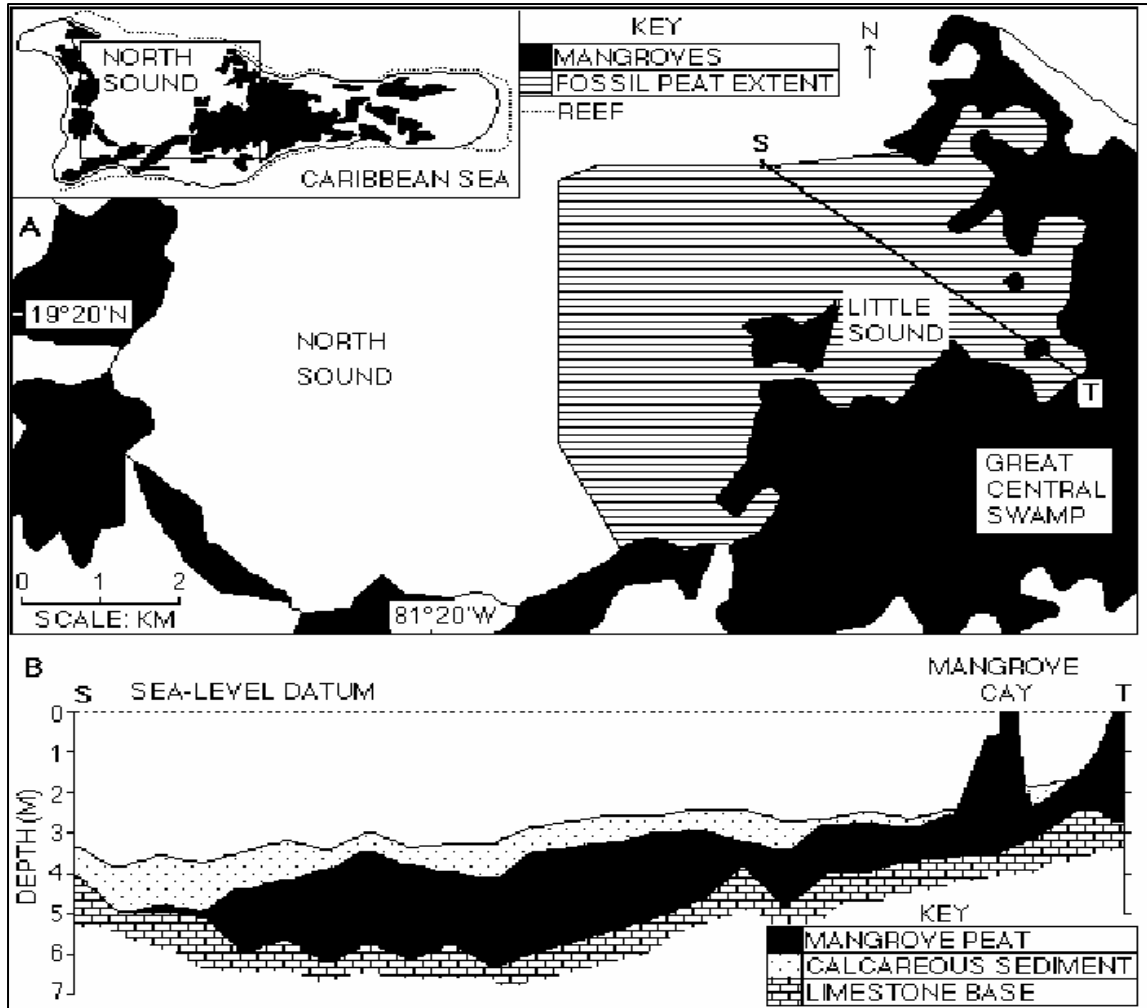 NORTH
SOUND
CARIBBEAN SEA
KEY
MANGROVES
FOSSIL PEAT EXTENT
REEF
N
S
A
19°20'N
NORTH
SOUND
LITTLE
SOUND
T
GREAT
CENTRAL
SWAMP
0 1 2
SCALE: KM
81°20'W
B
S SEA-LEVEL DATUM
MANGROVE
CAY
T
0
1
2
3
4
5
6
7
DEPTH (M)
KEY
MANGROVE PEAT
CALCAREOUS SEDIMENT
LIMESTONE BASE